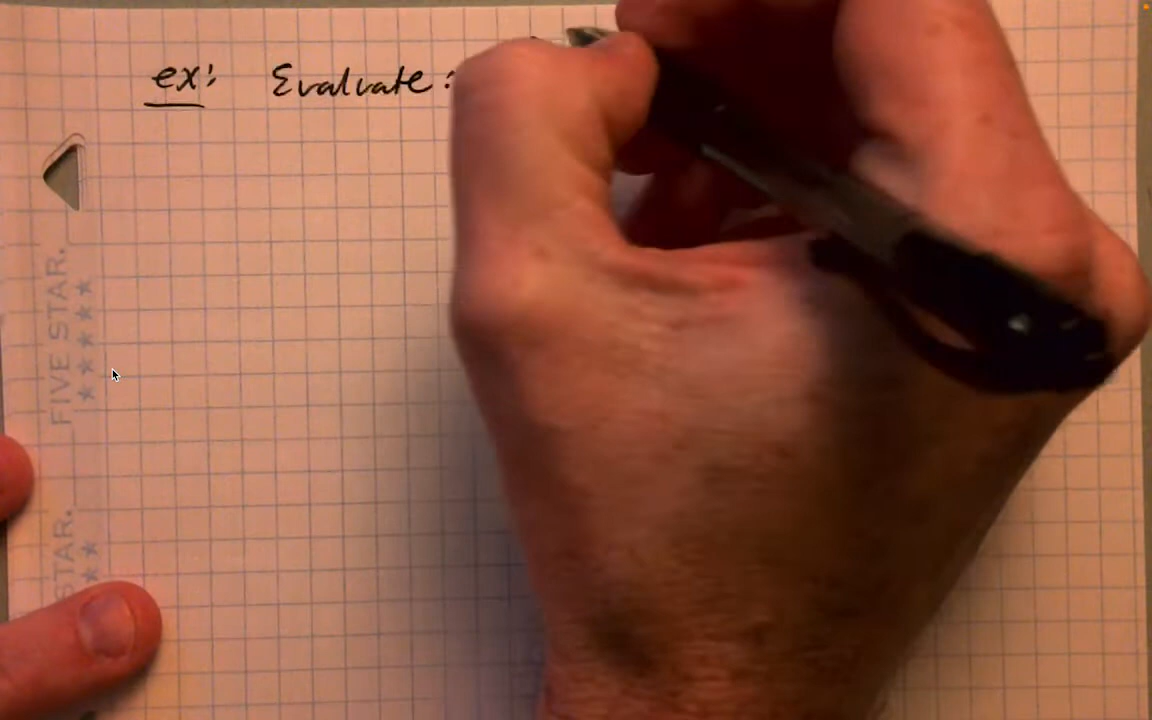 ex: Evaluate:
FIVE STAR.
★★★★★
STAR.
★★